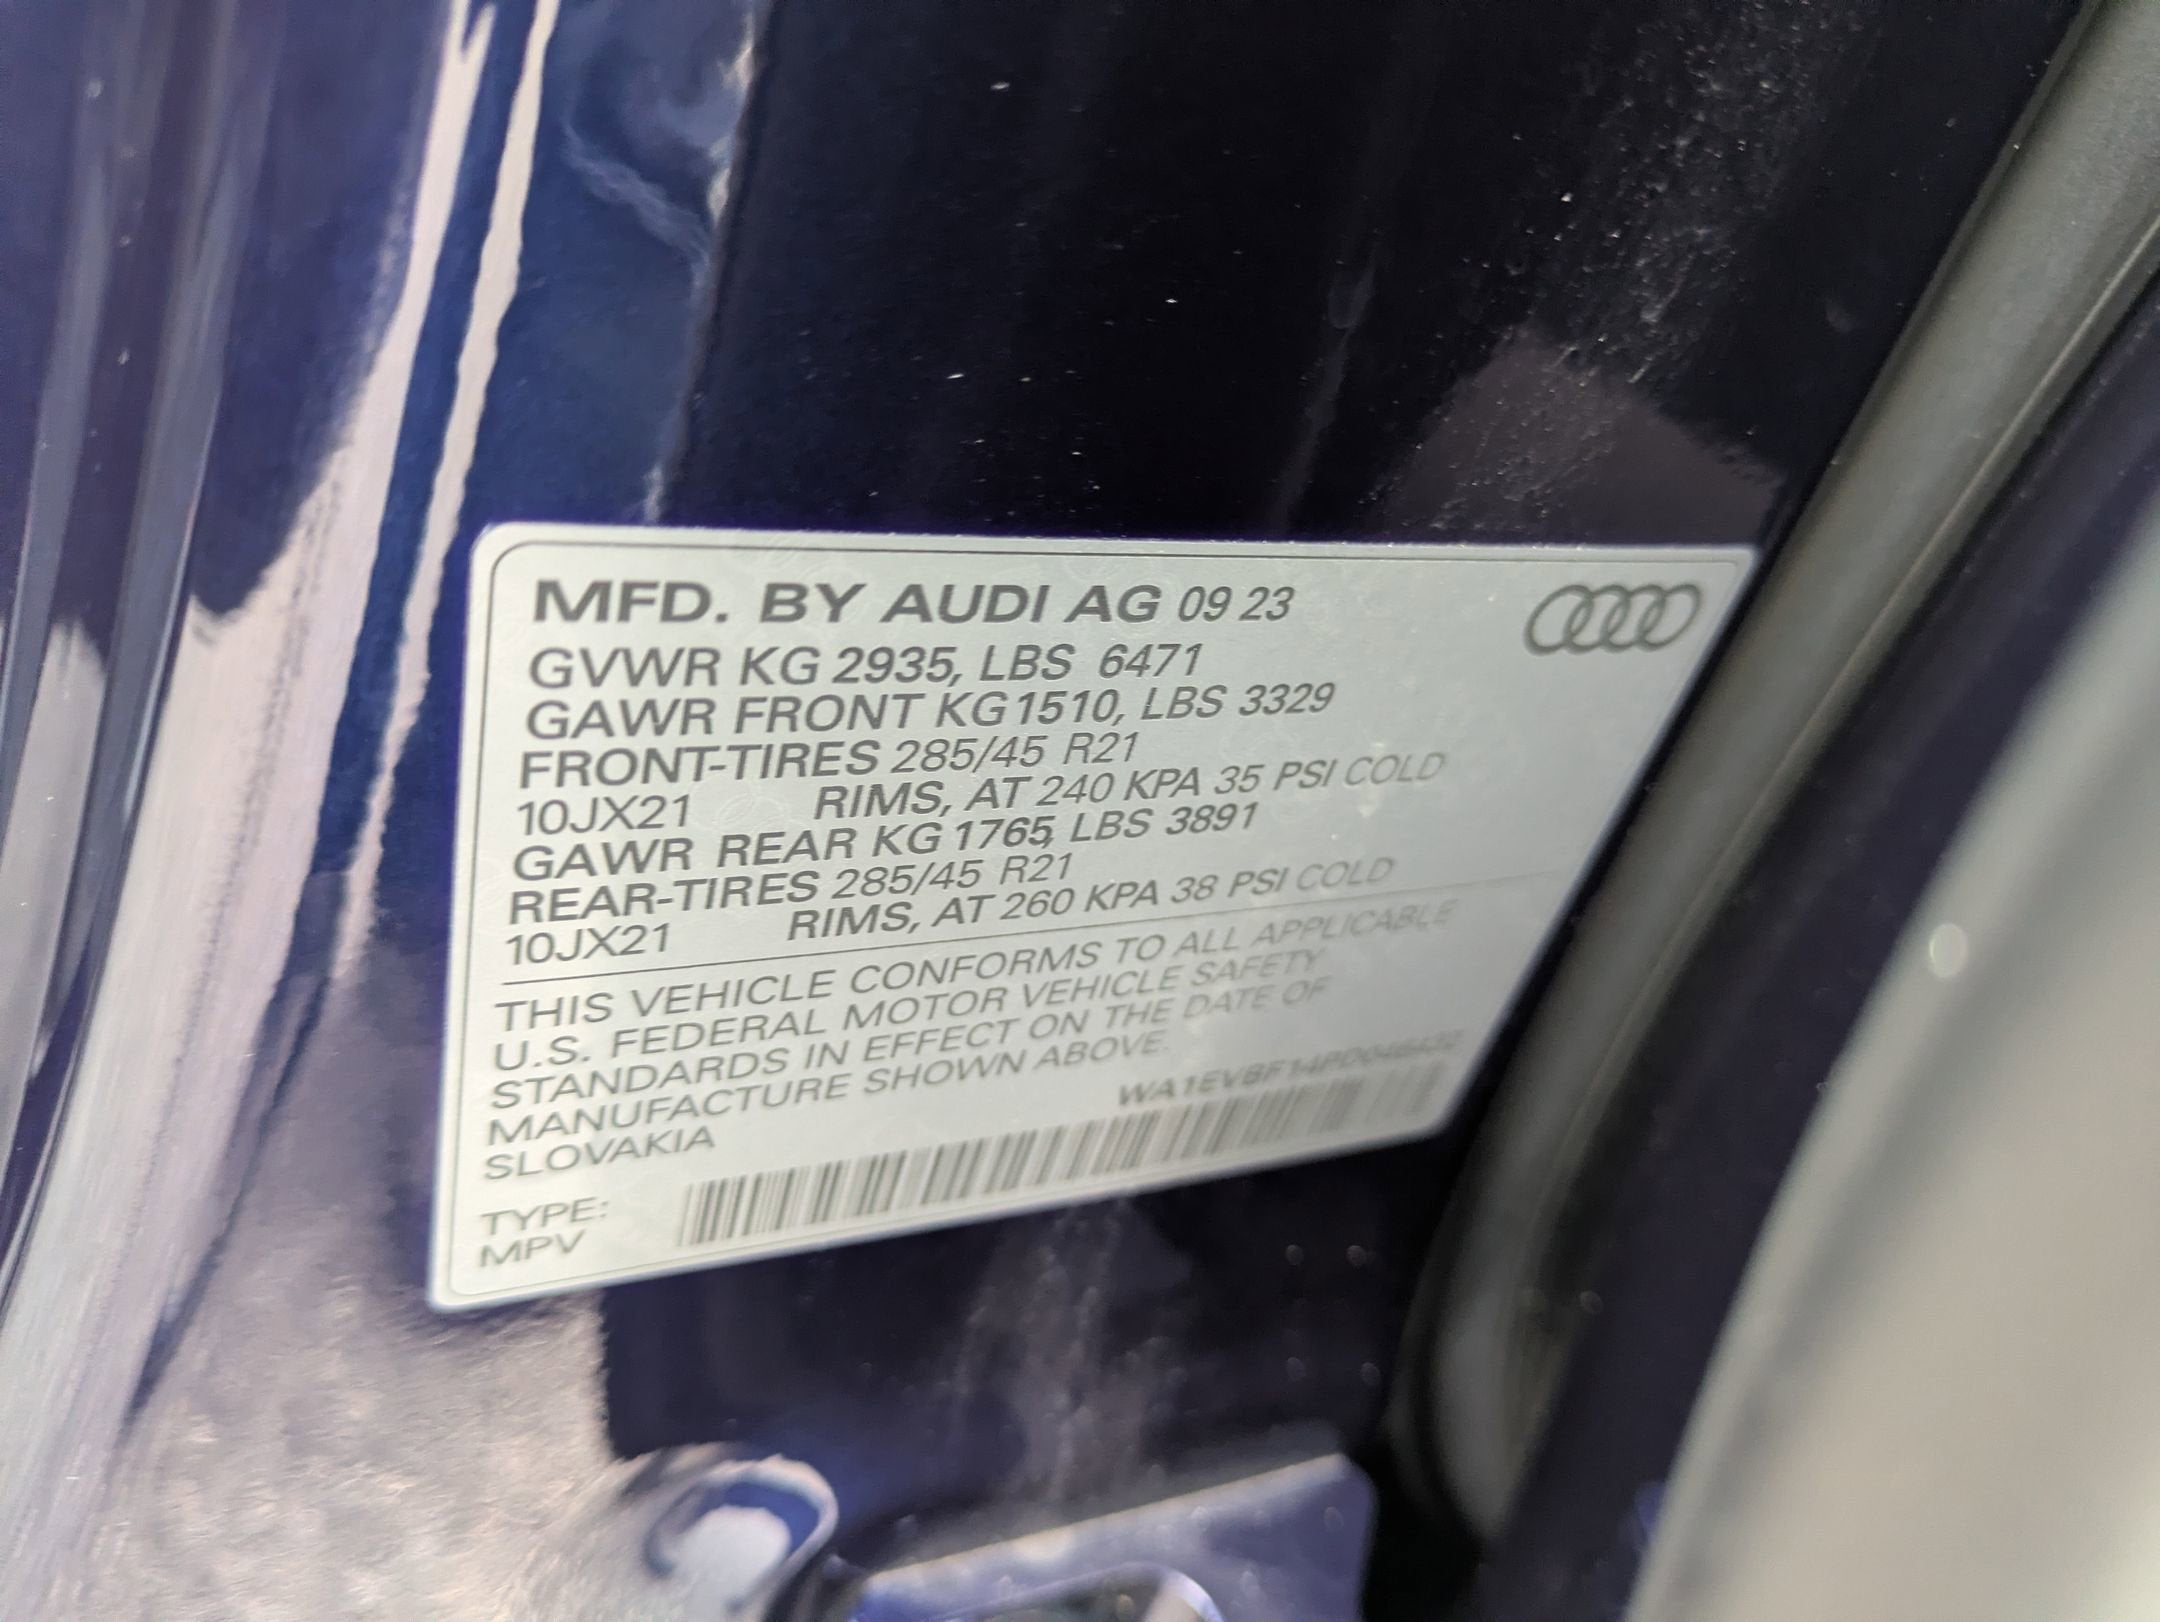 MFD. BY AUDI AG 09 23
GVWR KG 2935, LBS 6471
GAWR FRONT KG 1510, LBS 3329
FRONT-TIRES 285/45 R21
10JX21 RIMS, AT 240 KPA 35 PSI COLD
GAWR REAR KG 1765, LBS 3891
REAR-TIRES 285/45 R21
10JX21 RIMS, AT 260 KPA 38 PSI COLD
THIS VEHICLE CONFORMS TO ALL APPLICABLE
U.S. FEDERAL MOTOR VEHICLE SAFETY
STANDARDS IN EFFECT ON THE DATE OF
MANUFACTURE SHOWN ABOVE.
SLOVAKIA
TYPE:
MPV